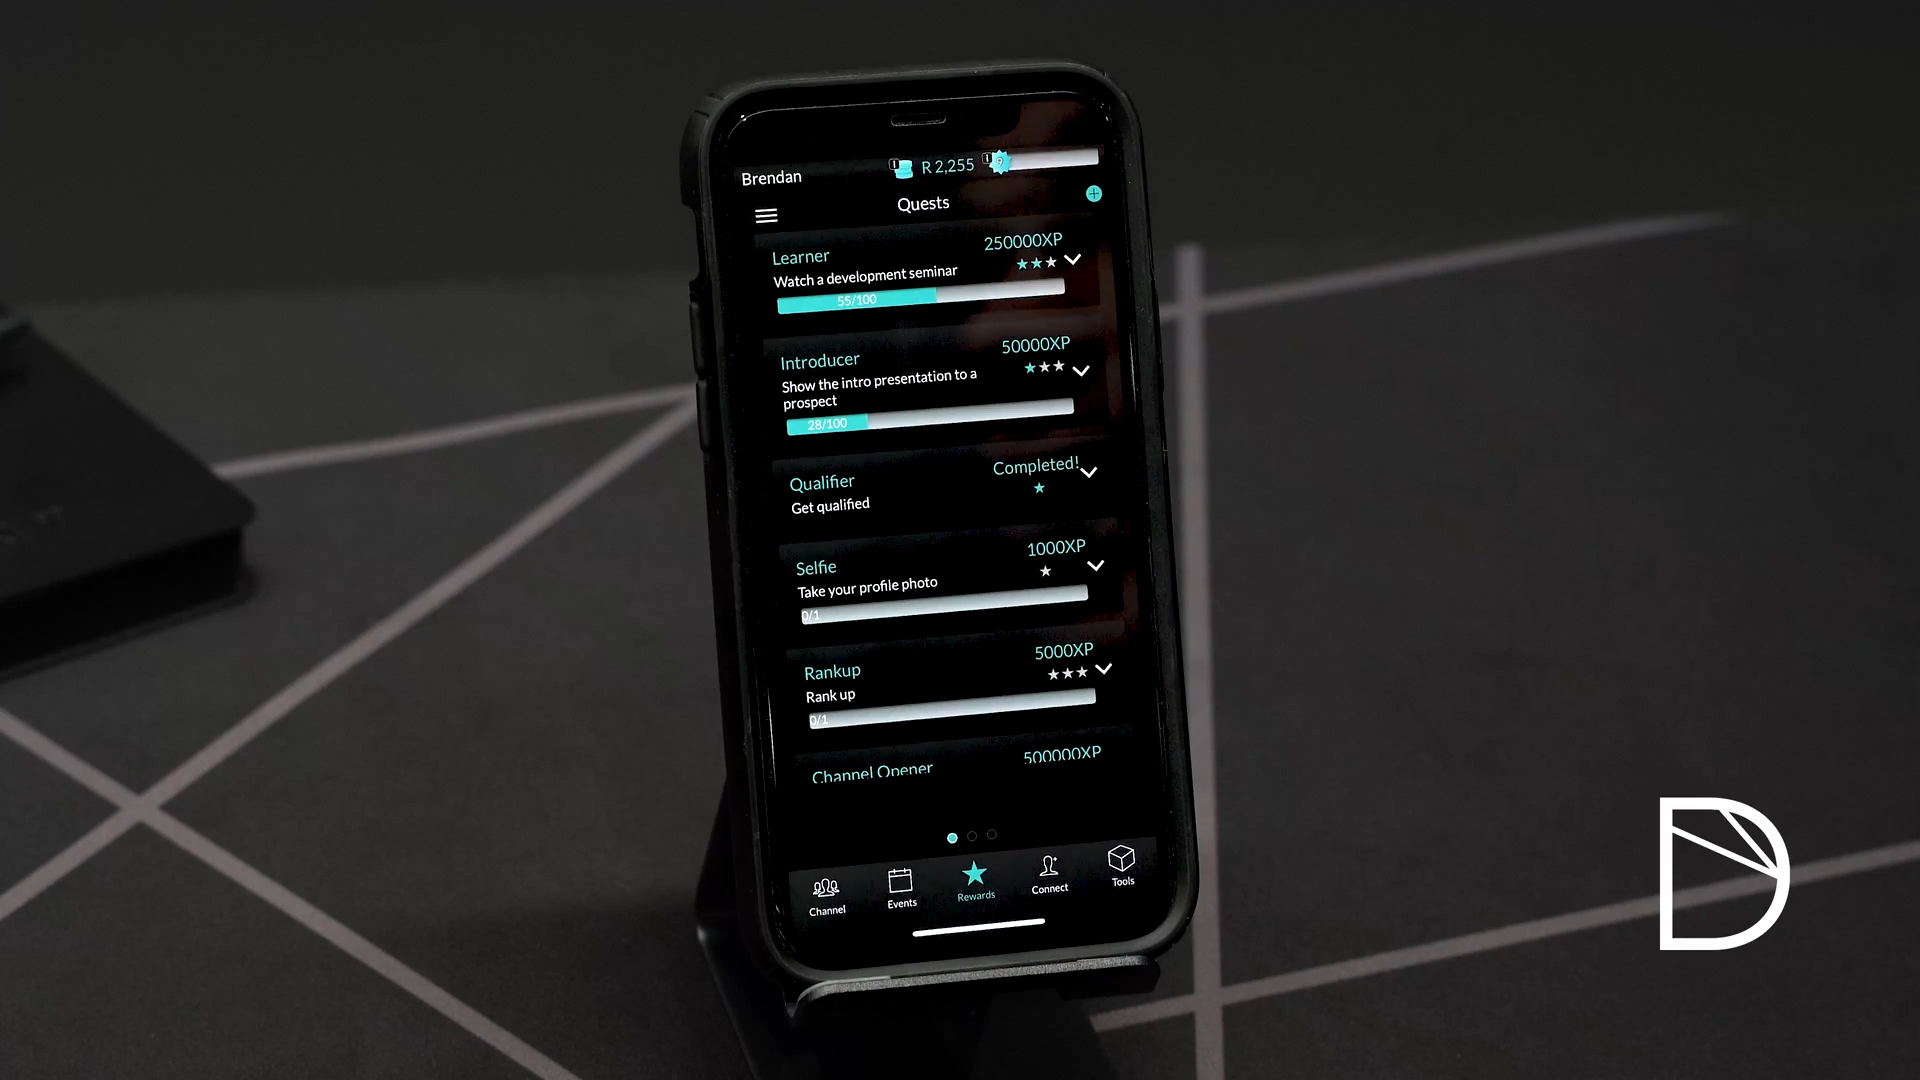 Brendan
R 2,255
9
Quests
Learner
250000XP
Watch a development seminar
55/100
Introducer
50000XP
Show the intro presentation to a
prospect
28/100
Qualifier
Completed!
Get qualified
Selfie
1000XP
Take your profile photo
0/1
Rankup
5000XP
Rank up
0/1
Channel Opener
500000XP
Channel
Events
Rewards
Connect
Tools